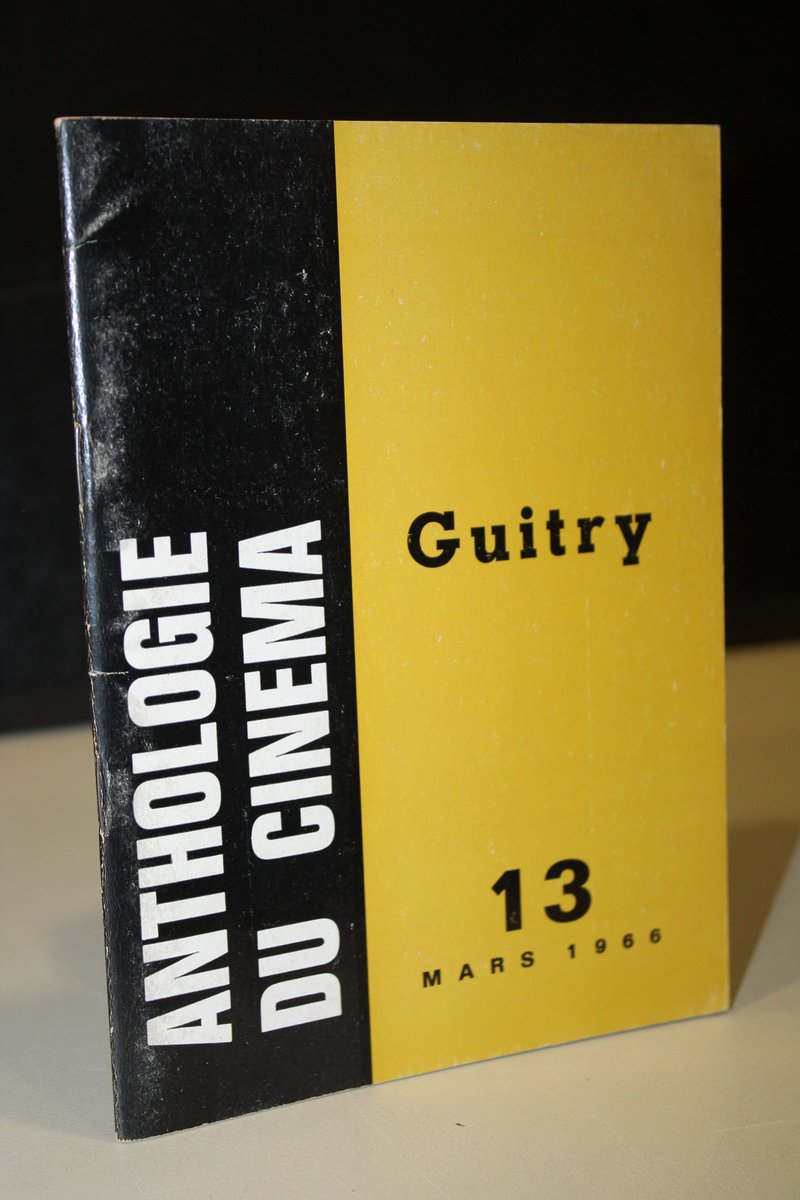 ANTHOLOGIE
DU CINEMA
Guitry
13
MARS 1966